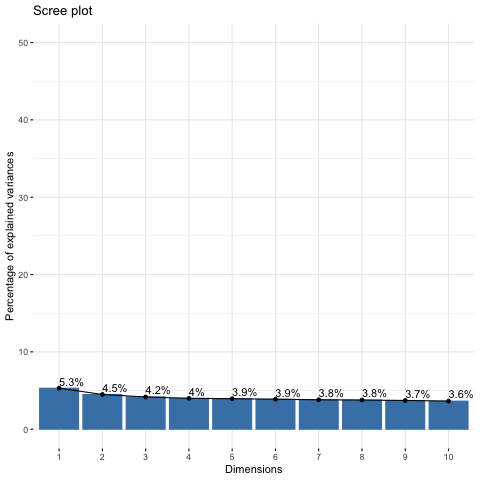 Scree plot
Percentage of explained variances
50
40
30
20
10
0
5.3% 4.5% 4.2% 4% 3.9% 3.9% 3.8% 3.8% 3.7% 3.6%
1 2 3 4 5 6 7 8 9 10
Dimensions